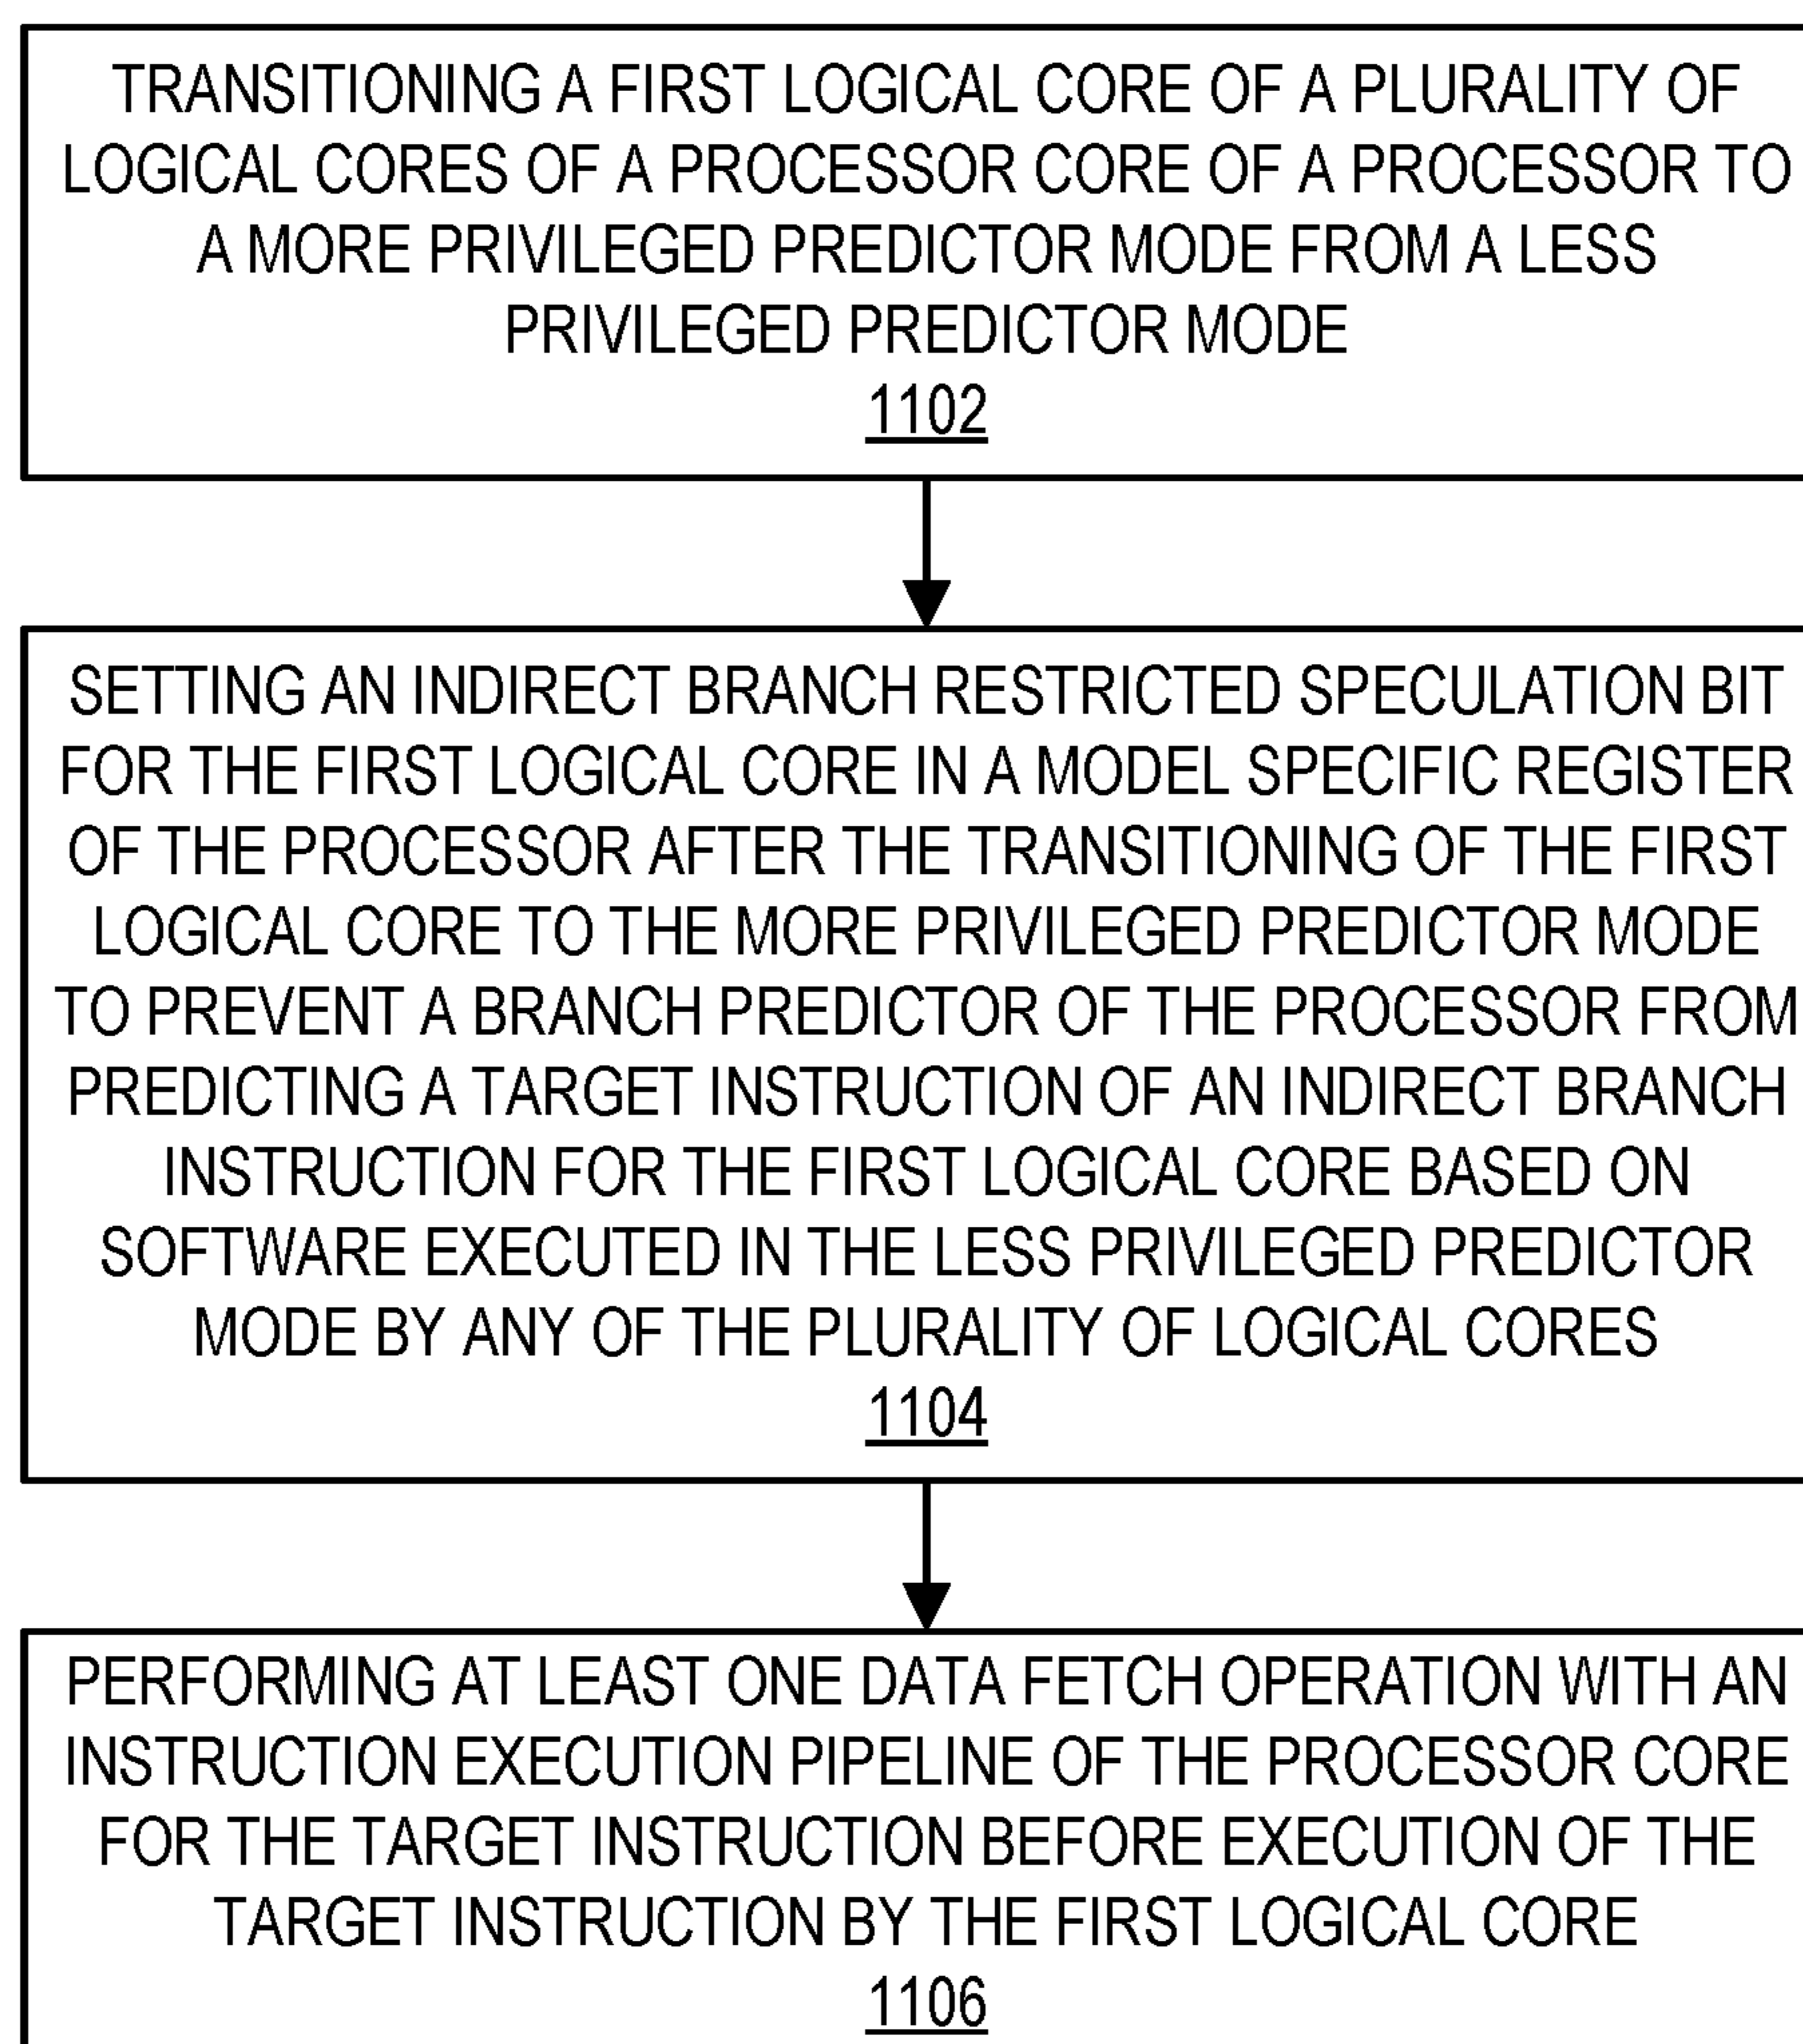 TRANSITIONING A FIRST LOGICAL CORE OF A PLURALITY OF
LOGICAL CORES OF A PROCESSOR CORE OF A PROCESSOR TO
A MORE PRIVILEGED PREDICTOR MODE FROM A LESS
PRIVILEGED PREDICTOR MODE
1102
SETTING AN INDIRECT BRANCH RESTRICTED SPECULATION BIT
FOR THE FIRST LOGICAL CORE IN A MODEL SPECIFIC REGISTER
OF THE PROCESSOR AFTER THE TRANSITIONING OF THE FIRST
LOGICAL CORE TO THE MORE PRIVILEGED PREDICTOR MODE
TO PREVENT A BRANCH PREDICTOR OF THE PROCESSOR FROM
PREDICTING A TARGET INSTRUCTION OF AN INDIRECT BRANCH
INSTRUCTION FOR THE FIRST LOGICAL CORE BASED ON
SOFTWARE EXECUTED IN THE LESS PRIVILEGED PREDICTOR
MODE BY ANY OF THE PLURALITY OF LOGICAL CORES
1104
PERFORMING AT LEAST ONE DATA FETCH OPERATION WITH AN
INSTRUCTION EXECUTION PIPELINE OF THE PROCESSOR CORE
FOR THE TARGET INSTRUCTION BEFORE EXECUTION OF THE
TARGET INSTRUCTION BY THE FIRST LOGICAL CORE
1106